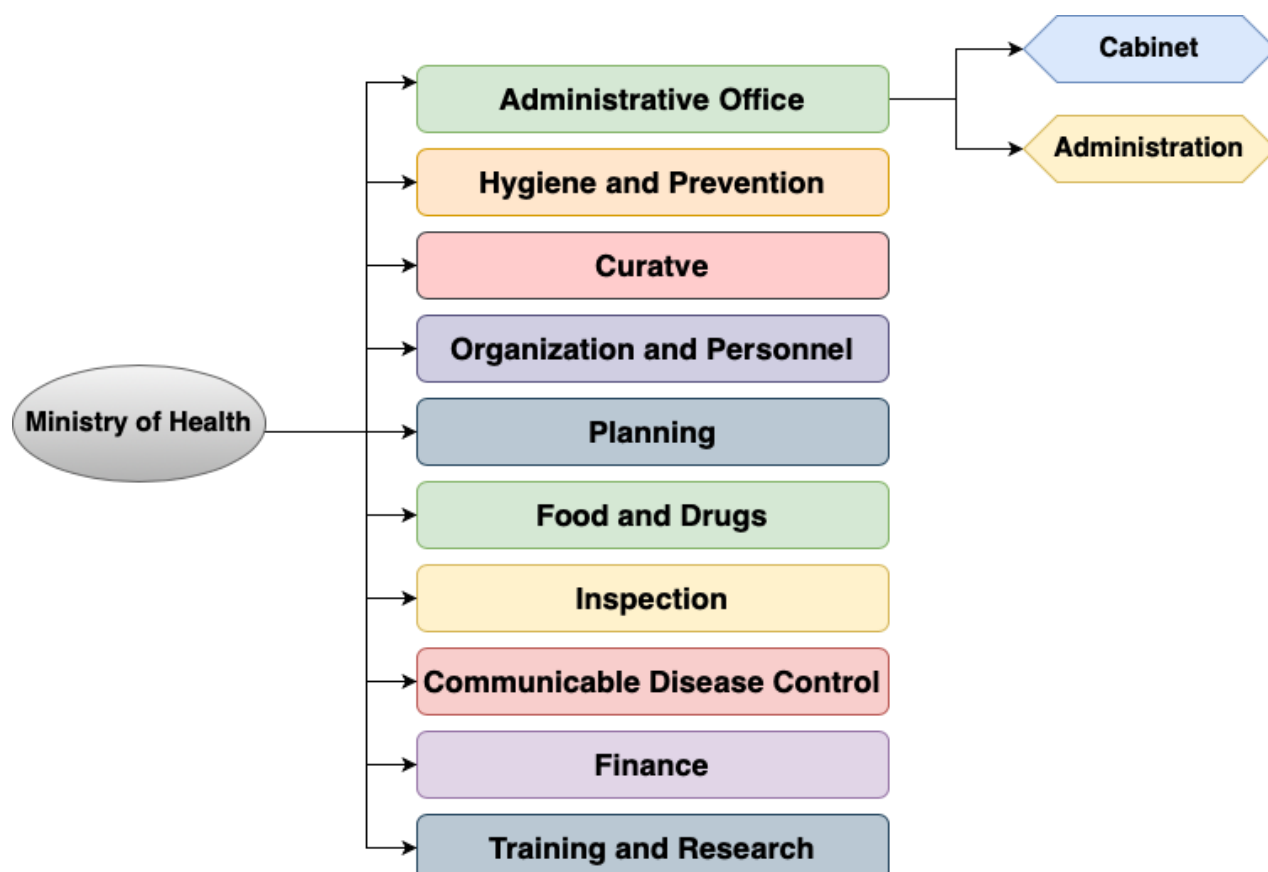 Cabinet
Administrative Office
Administration
Hygiene and Prevention
Curatve
Organization and Personnel
Ministry of Health
Planning
Food and Drugs
Inspection
Communicable Disease Control
Finance
Training and Research